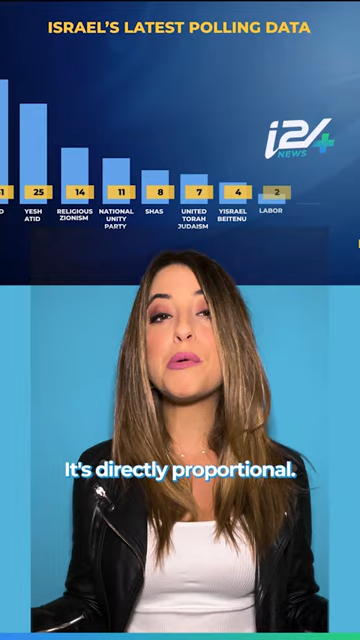 ISRAEL'S LATEST POLLING DATA
i24
NEWS
25
14
11
8
7
4
2
YESH
ATID
RELIGIOUS
ZIONISM
NATIONAL
UNITY
PARTY
SHAS
UNITED
TORAH
JUDAISM
YISRAEL
BEITENU
LABOR
It's directly proportional.